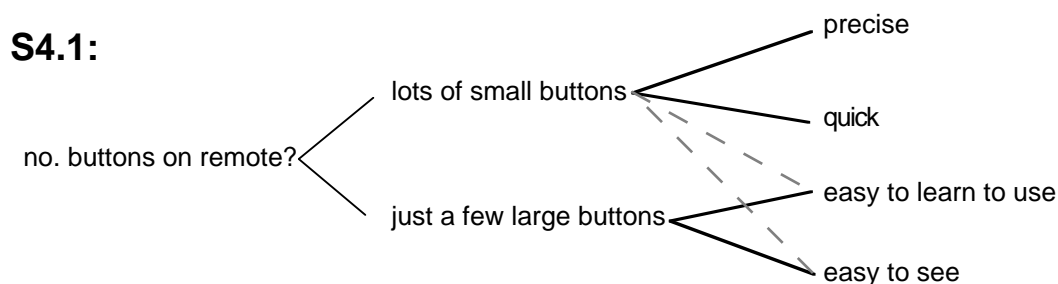 S4.1:
precise
lots of small buttons
quick
no. buttons on remote?
easy to learn to use
just a few large buttons
easy to see